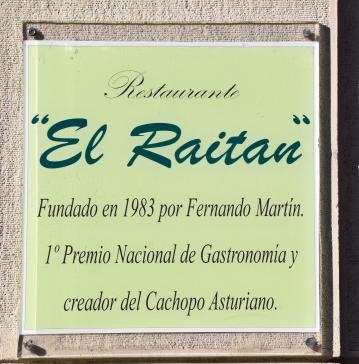 Restaurante
"El Raitan"
Fundado en 1983 por Fernando Martín.
1º Premio Nacional de Gastronomía y
creador del Cachopo Asturiano.